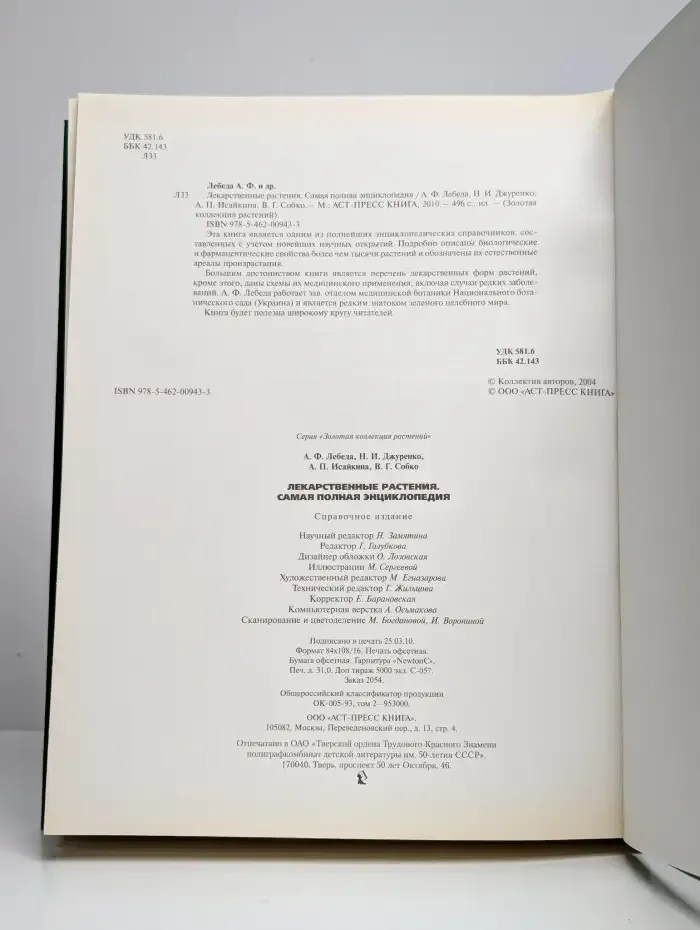 УДК 581.6
ББК 42.143
Л33
Лебеда А. Ф. и др.
Л33 Лекарственные растения. Самая полная энциклопедия / А. Ф. Лебеда, Н. И. Джуренко,
А. П. Исайкина, В. Г. Собко.— М.: АСТ-ПРЕСС КНИГА, 2010.— 496 с., ил. — (Золотая
коллекция растений).
ISBN 978-5-462-00943-3
Эта книга является одним из полнейших энциклопедических справочников, сос-
тавленных с учетом новейших научных открытий. Подробно описаны биологические
и фармацевтические свойства более чем тысячи растений и обозначены их естественные
ареалы произрастания.
Большим достоинством книги является перечень лекарственных форм растений,
кроме этого, даны схемы их медицинского применения, включая случаи редких заболе-
ваний. А. Ф. Лебеда работает зав. отделом медицинской ботаники Национального бота-
нического сада (Украина) и является редким знатоком зеленого целебного мира.
Книга будет полезна широкому кругу читателей.
УДК 581.6
ББК 42.143
ISBN 978-5-462-00943-3
© Коллектив авторов, 2004
© ООО «АСТ-ПРЕСС КНИГА»
Серия «Золотая коллекция растений»
А. Ф. Лебеда, Н. И. Джуренко,
А. П. Исайкина, В. Г. Собко
ЛЕКАРСТВЕННЫЕ РАСТЕНИЯ.
САМАЯ ПОЛНАЯ ЭНЦИКЛОПЕДИЯ
Справочное издание
Научный редактор Н. Замятина
Редактор Г. Голубкова
Дизайнер обложки О. Лозовская
Иллюстрации М. Сергеевой
Художественный редактор М. Егиазарова
Технический редактор Г. Жильцова
Корректор Е. Барановская
Компьютерная верстка А. Осьмакова
Сканирование и цветоделение М. Богдановой, И. Ворониной
Подписано в печать 25.03.10.
Формат 84х108/16. Печать офсетная.
Бумага офсетная. Гарнитура «NewtonC».
Печ. л. 31,0. Доп тираж 5000 экз. С-057.
Заказ 2054.
Общероссийский классификатор продукции
ОК-005-93, том 2–953000.
ООО «АСТ-ПРЕСС КНИГА».
105082, Москва, Переведеновский пер., д. 13, стр. 4.
Отпечатано в ОАО «Тверской ордена Трудового Красного Знамени
полиграфкомбинат детской литературы им. 50-летия СССР».
170040, Тверь, проспект 50 лет Октября, 46.